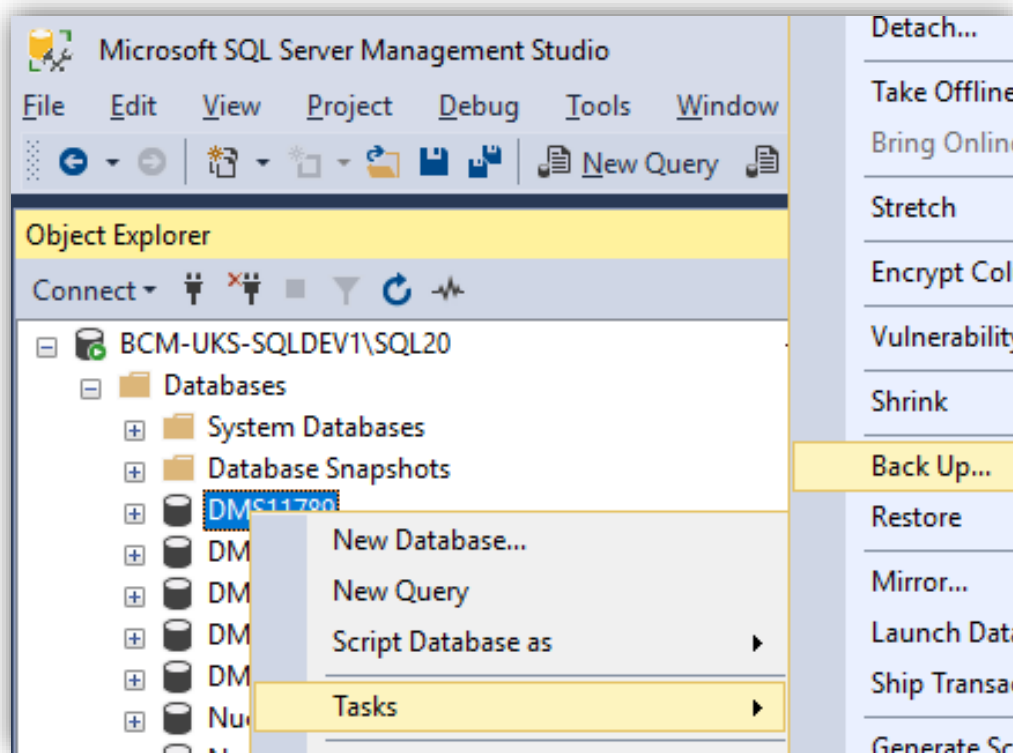 Microsoft SQL Server Management Studio
File Edit View Project Debug Tools Window
New Query
Object Explorer
Connect
BCM-UKS-SQLDEV1\SQL20
Databases
System Databases
Database Snapshots
DMS11789
DM
DM
DM
DM
Nu
New Database...
New Query
Script Database as
Tasks
Detach...
Take Offline
Bring Onlin
Stretch
Encrypt Col
Vulnerability
Shrink
Back Up...
Restore
Mirror...
Launch Data
Ship Transa
Generate Sc